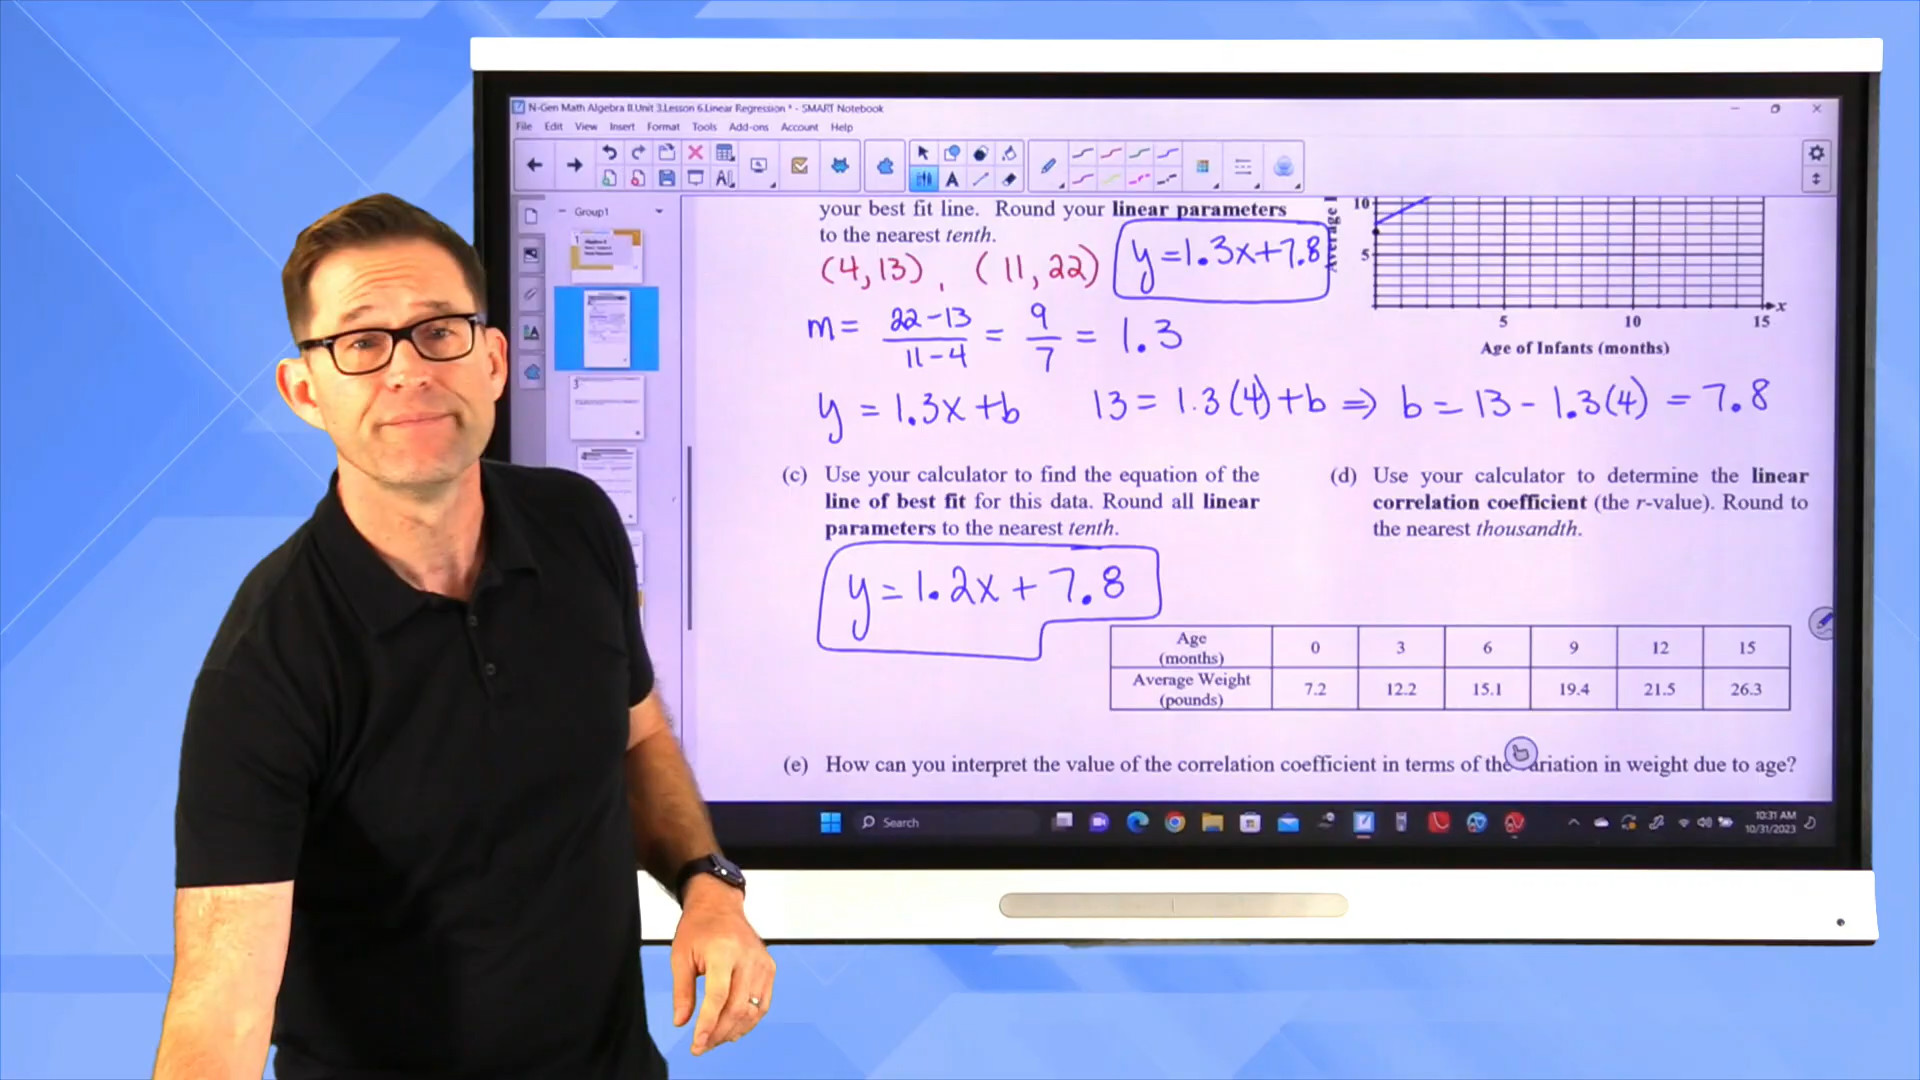 N-Gen Math Algebra II.Unit 3.Lesson 6.Linear Regression * - SMART Notebook
File Edit View Insert Format Tools Add-ons Account Help
Group1
your best fit line. Round your linear parameters
to the nearest tenth.
(4,13), (11,22) y=1.3x+7.8
m= 22-13 / 11-4 = 9/7 = 1.3
y = 1.3x+b 13=1.3(4)+b ⇒ b=13-1.3(4) = 7.8
10
5
5 10 15
x
Age of Infants (months)
(c) Use your calculator to find the equation of the
line of best fit for this data. Round all linear
parameters to the nearest tenth.
y=1.2x+7.8
(d) Use your calculator to determine the linear
correlation coefficient (the r-value). Round to
the nearest thousandth.
Age (months) 0 3 6 9 12 15
Average Weight (pounds) 7.2 12.2 15.1 19.4 21.5 26.3
(e) How can you interpret the value of the correlation coefficient in terms of the variation in weight due to age?
Search
10:31 AM
10/31/2023